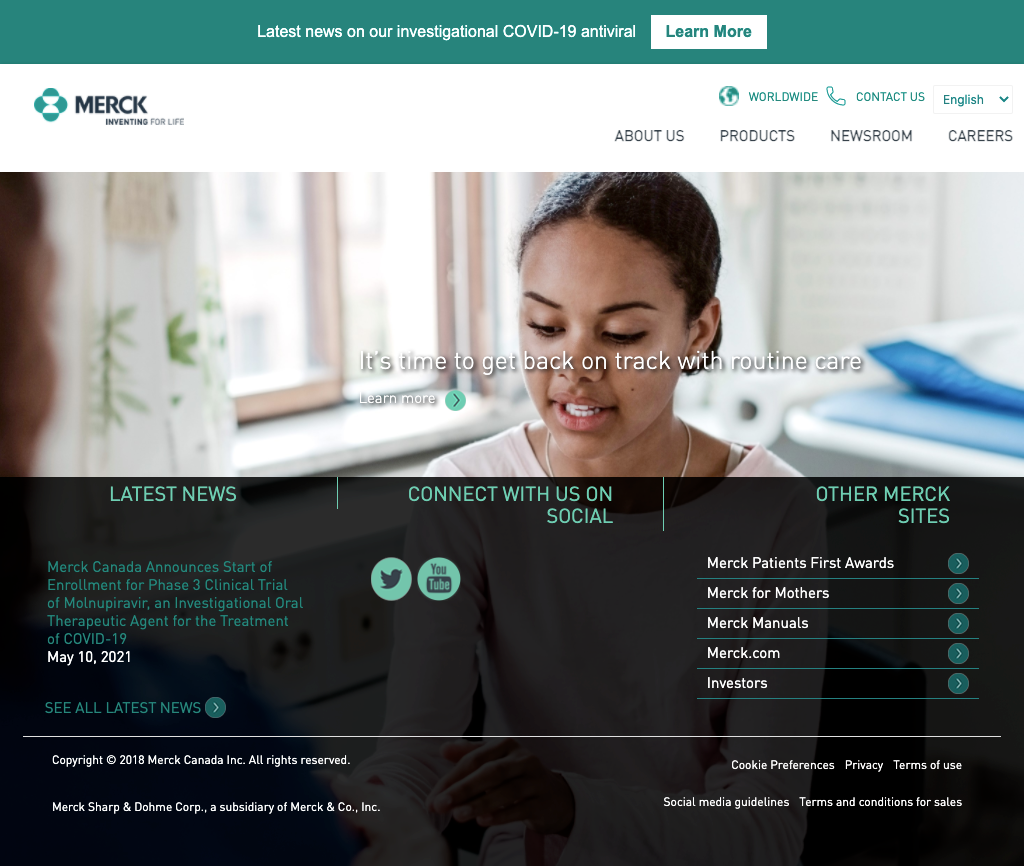 Latest news on our investigational COVID-19 antiviral
Learn More
MERCK
INVENTING FOR LIFE
WORLDWIDE
CONTACT US
English
ABOUT US
PRODUCTS
NEWSROOM
CAREERS
It's time to get back on track with routine care
Learn more
LATEST NEWS
Merck Canada Announces Start of
Enrollment for Phase 3 Clinical Trial
of Molnupiravir, an Investigational Oral
Therapeutic Agent for the Treatment
of COVID-19
May 10, 2021
SEE ALL LATEST NEWS
CONNECT WITH US ON
SOCIAL
You
Tube
OTHER MERCK
SITES
Merck Patients First Awards
Merck for Mothers
Merck Manuals
Merck.com
Investors
Copyright © 2018 Merck Canada Inc. All rights reserved.
Merck Sharp & Dohme Corp., a subsidiary of Merck & Co., Inc.
Cookie Preferences Privacy Terms of use
Social media guidelines Terms and conditions for sales